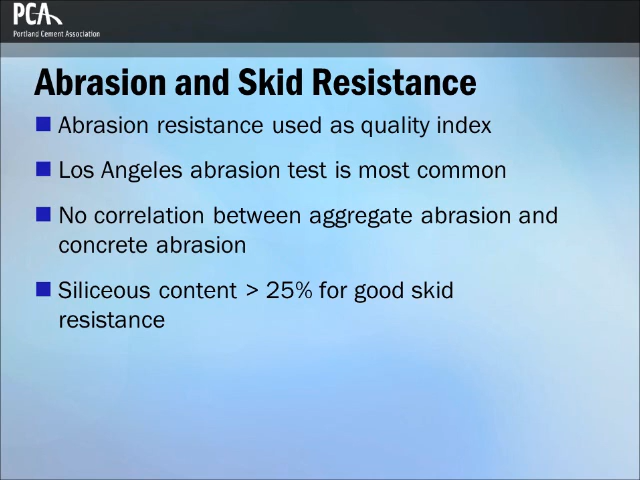 PCA
Portland Cement Association
Abrasion and Skid Resistance
Abrasion resistance used as quality index
Los Angeles abrasion test is most common
No correlation between aggregate abrasion and
concrete abrasion
Siliceous content > 25% for good skid
resistance